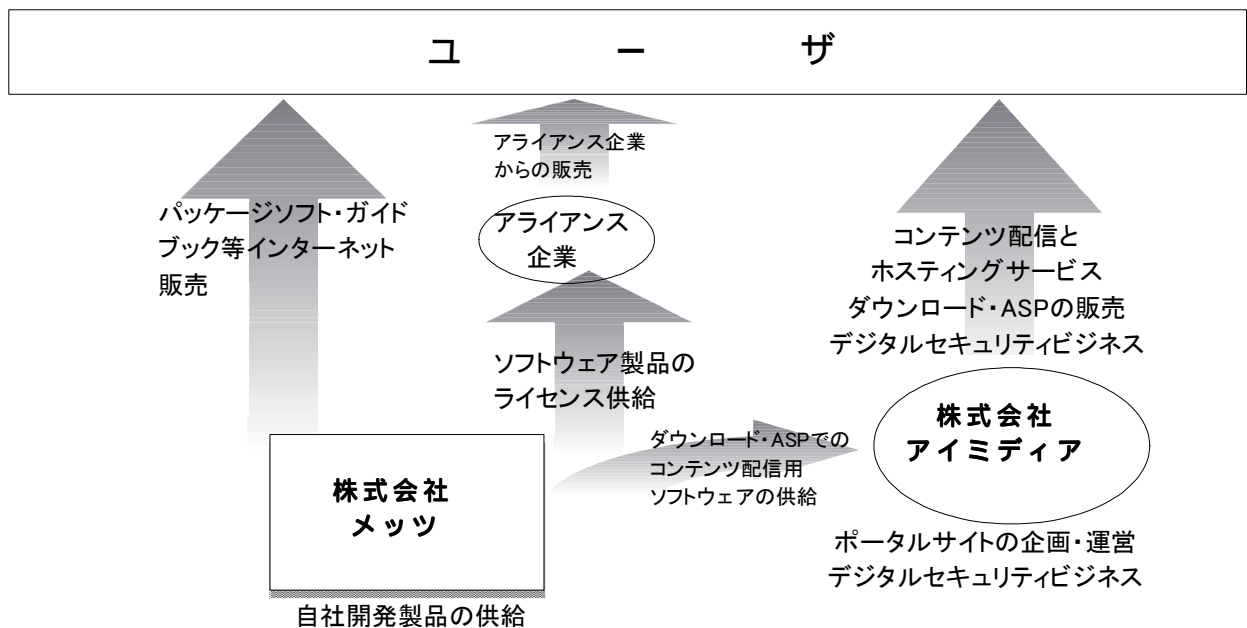 ユーザ
パッケージソフト・ガイド
ブック等インターネット
販売
アライアンス企業
からの販売
アライアンス
企業
ソフトウェア製品の
ライセンス供給
コンテンツ配信と
ホスティングサービス
ダウンロード・ASPの販売
デジタルセキュリティビジネス
株式会社
メッツ
自社開発製品の供給
ダウンロード・ASPでの
コンテンツ配信用
ソフトウェアの供給
株式会社
アイミディア
ポータルサイトの企画・運営
デジタルセキュリティビジネス